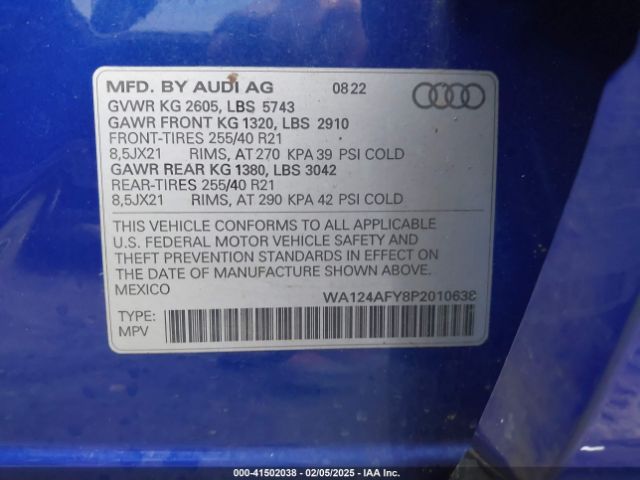 MFD. BY AUDI AG 08 22
GVWR KG 2605, LBS 5743
GAWR FRONT KG 1320, LBS 2910
FRONT-TIRES 255/40 R21
8,5JX21 RIMS, AT 270 KPA 39 PSI COLD
GAWR REAR KG 1380, LBS 3042
REAR-TIRES 255/40 R21
8,5JX21 RIMS, AT 290 KPA 42 PSI COLD
THIS VEHICLE CONFORMS TO ALL APPLICABLE
U.S. FEDERAL MOTOR VEHICLE SAFETY AND
THEFT PREVENTION STANDARDS IN EFFECT ON
THE DATE OF MANUFACTURE SHOWN ABOVE.
MEXICO
TYPE:
MPV
00-41502038 - 02/05/2025 - IAA Inc.